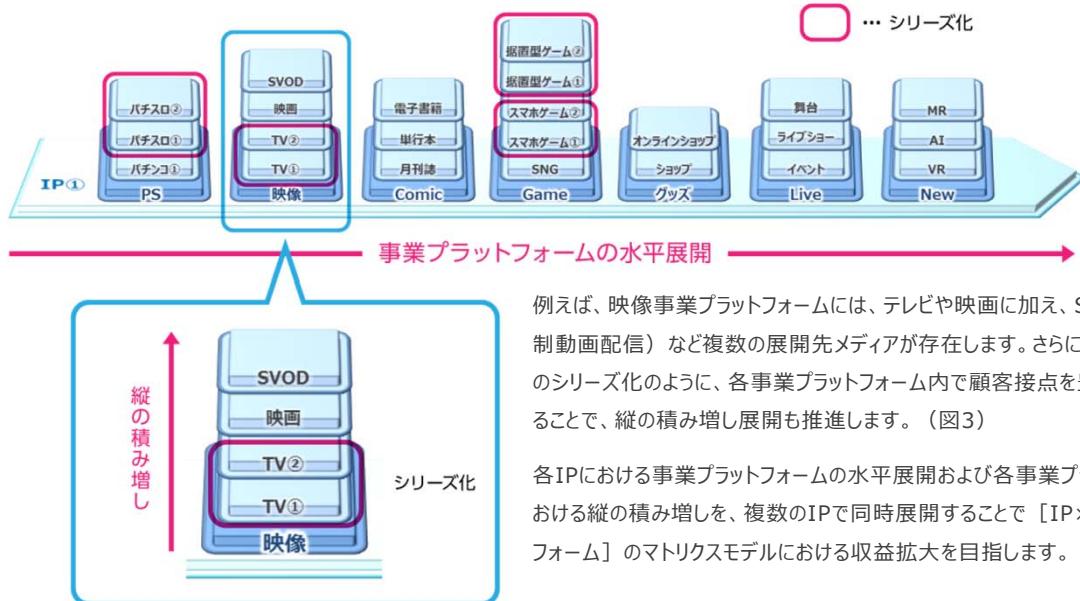 … シリーズ化
パチスロ②
パチスロ①
パチンコ①
PS
SVOD
映画
TV②
TV①
映像
電子書籍
単行本
月刊誌
Comic
据置型ゲーム②
据置型ゲーム①
スマホゲーム②
スマホゲーム①
SNG
Game
オンラインショップ
ショップ
グッズ
舞台
ライブショー
イベント
Live
MR
AI
VR
New
IP①
事業プラットフォームの水平展開
縦の積み増し
SVOD
映画
TV②
TV①
映像
シリーズ化
例えば、映像事業プラットフォームには、テレビや映画に加え、S
制動画配信）など複数の展開先メディアが存在します。さらに
のシリーズ化のように、各事業プラットフォーム内で顧客接点を
ることで、縦の積み増し展開も推進します。（図3）
各IPにおける事業プラットフォームの水平展開および各事業プ
おける縦の積み増しを、複数のIPで同時展開することで［IP×
フォーム］のマトリクスモデルにおける収益拡大を目指します。